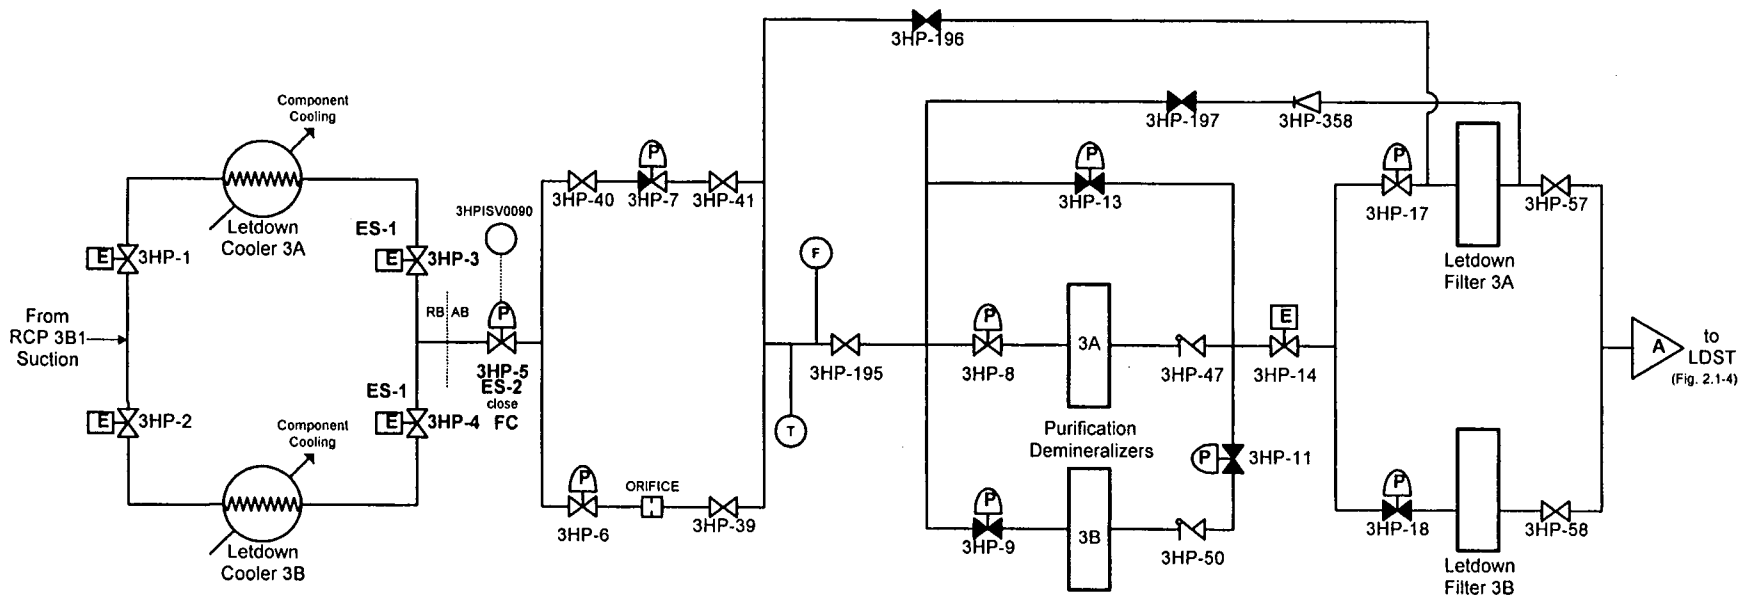 3HP-196
Component
Cooling
3HP-197
3HP-358
P
P
P
3HP-40
3HP-7
3HP-41
3HP-13
3HP-17
3HP-57
3HPISV0090
Letdown
Cooler 3A
ES-1
E
3HP-1
E
3HP-3
F
Letdown
Filter 3A
RB
AB
From
RCP 3B1
Suction
P
P
E
3A
3HP-5
ES-2
close
FC
3HP-195
3HP-8
3HP-47
3HP-14
A
to
LDST
(Fig. 2.1-4)
ES-1
E
3HP-2
E
3HP-4
T
Component
Cooling
Purification
Demineralizers
P
3HP-11
P
ORIFICE
P
P
3HP-6
3HP-39
3HP-9
3B
3HP-50
3HP-18
3HP-58
Letdown
Cooler 3B
Letdown
Filter 3B